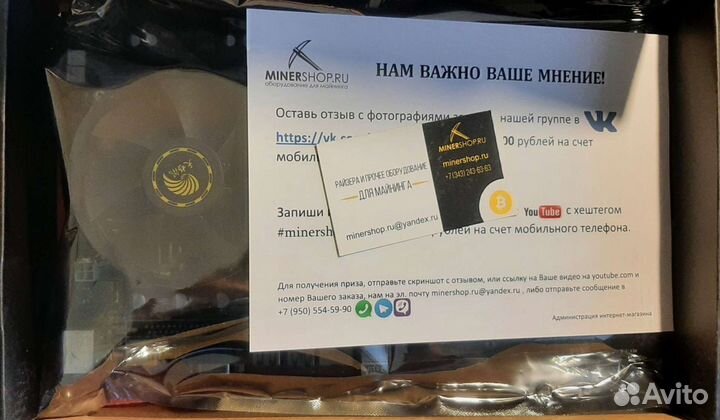 MINERSHOP.RU
оборудование для майнинга
НАМ ВАЖНО ВАШЕ МНЕНИЕ!
Оставь отзыв с фотографиями нашей группе в
https://vk 00 рублей на счет
Запиши You Tube с хештегом
на счет мобильного телефона.
Для получения приза, отправьте скриншот с отзывом, или ссылку на Ваше видео на youtube.com и
номер Вашего заказа, нам на эл. почту minershop.ru@yandex.ru , либо отправьте сообщение в
+7 (950) 554-59-90
Администрация интернет-магазина
РАЙЗЕРА И ПРОЧЕЕ ОБОРУДОВАНИЕ
ДЛЯ МАЙНИНГА
minershop.ru@yandex.ru
MINERSHOP.RU
minershop.ru
+7 (343) 243-63-63
Avito